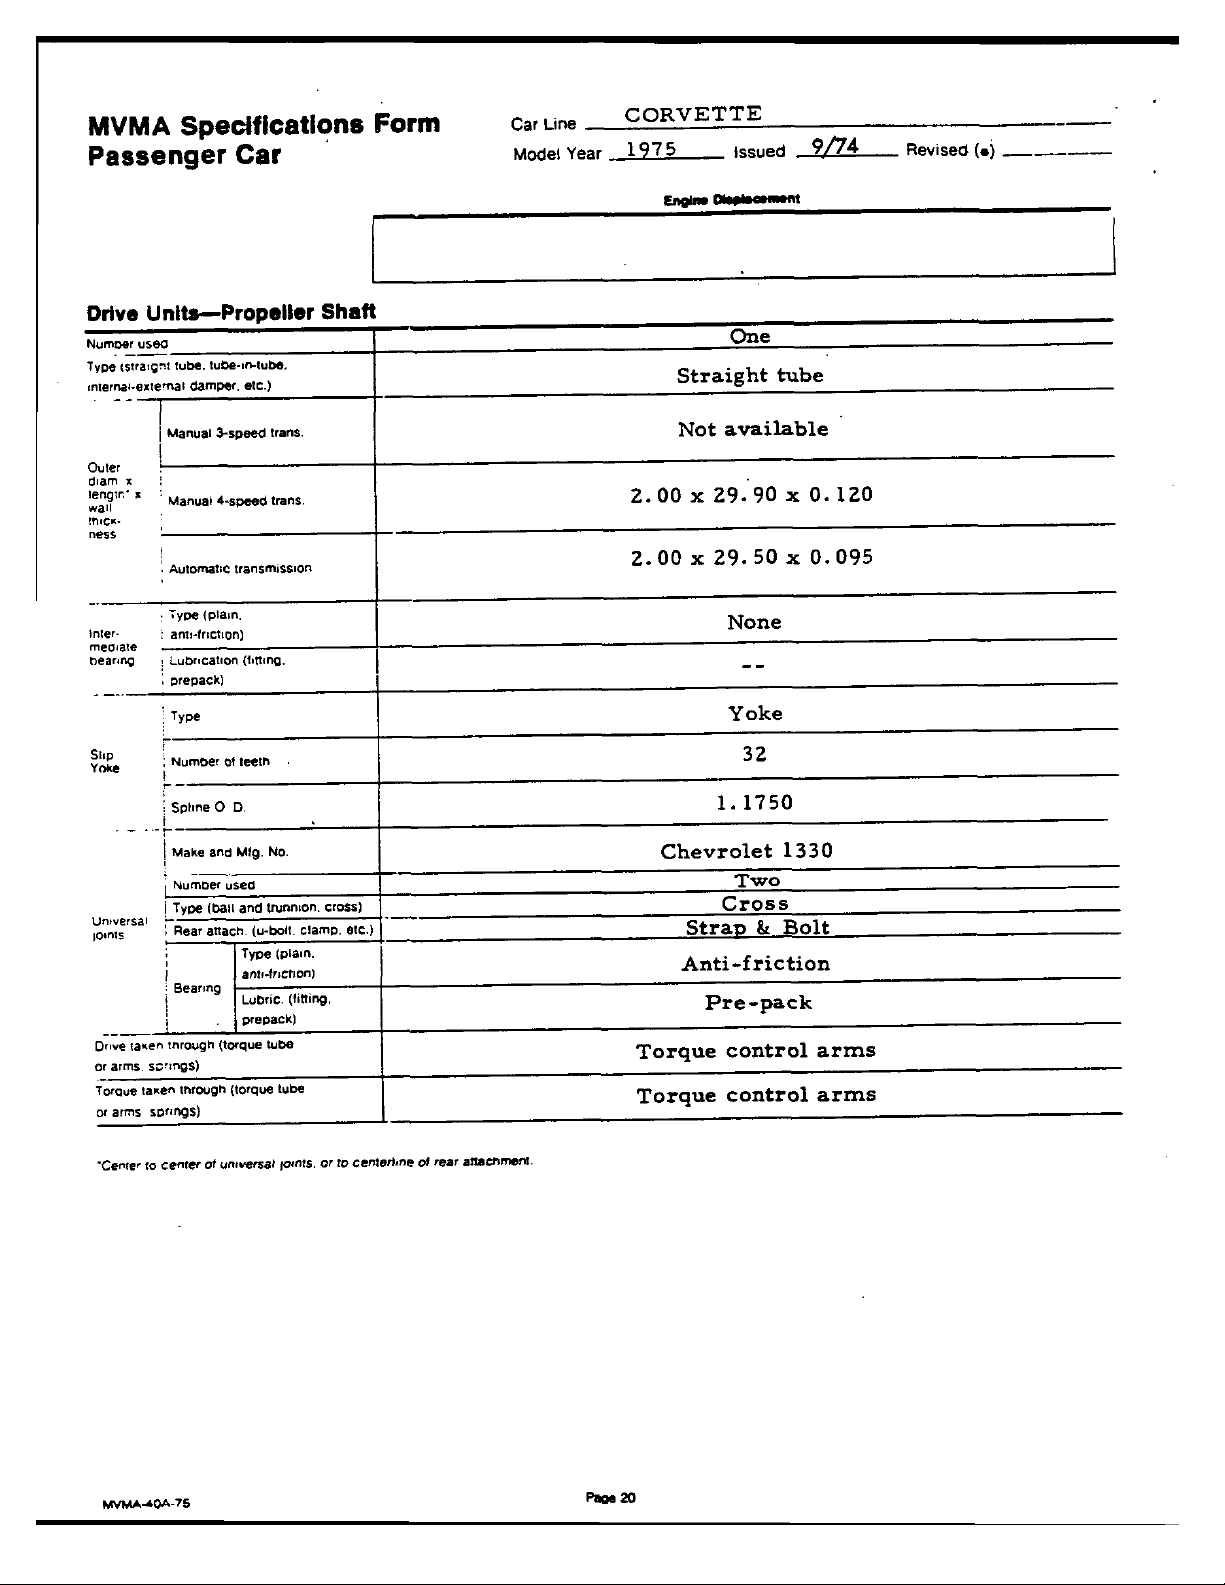 MVMA Specifications Form
Passenger Car
Car Line CORVETTE
Model Year 1975 Issued 9/74 Revised (•)
Engine Displacement
Drive Units—Propeller Shaft
Number used One
Type (straight tube, tube-in-tube, internal-external damper, etc.) Straight tube
Outer diam x length* x wall thick-ness
Manual 3-speed trans. Not available
Manual 4-speed trans. 2.00 x 29.90 x 0.120
Automatic transmission 2.00 x 29.50 x 0.095
Inter-mediate bearing
Type (plain, anti-friction) None
Lubrication (fitting, prepack) --
Slip Yoke
Type Yoke
Number of teeth 32
Spline O. D. 1.1750
Universal joints
Make and Mfg. No. Chevrolet 1330
Number used Two
Type (ball and trunnion, cross) Cross
Rear attach. (u-bolt, clamp, etc.) Strap & Bolt
Bearing
Type (plain, anti-friction) Anti-friction
Lubric. (fitting, prepack) Pre-pack
Drive taken through (torque tube or arms, springs) Torque control arms
Torque taken through (torque tube or arms, springs) Torque control arms
*Center to center of universal joints, or to centerline of rear attachment.
MVMA-40A-75
Page 20